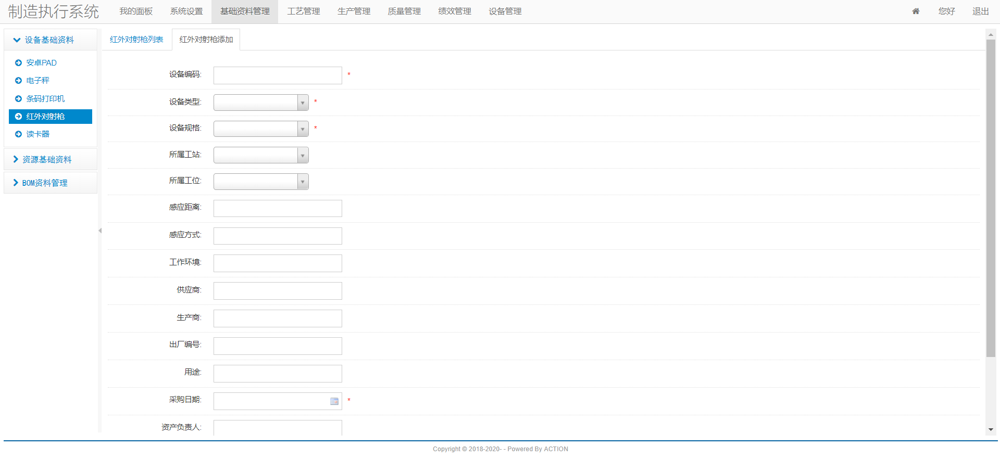 制造执行系统 我的面板 系统设置 基础资料管理 工艺管理 生产管理 质量管理 绩效管理 设备管理 您好 退出
设备基础资料
安卓PAD
电子秤
条码打印机
红外对射枪
读卡器
资源基础资料
BOM资料管理
红外对射枪列表 红外对射枪添加
设备编码: *
设备类型: *
设备规格: *
所属工站:
所属工位:
感应距离:
感应方式:
工作环境:
供应商:
生产商:
出厂编号:
用途:
采购日期: *
资产负责人:
Copyright © 2018-2020- - Powered By ACTION